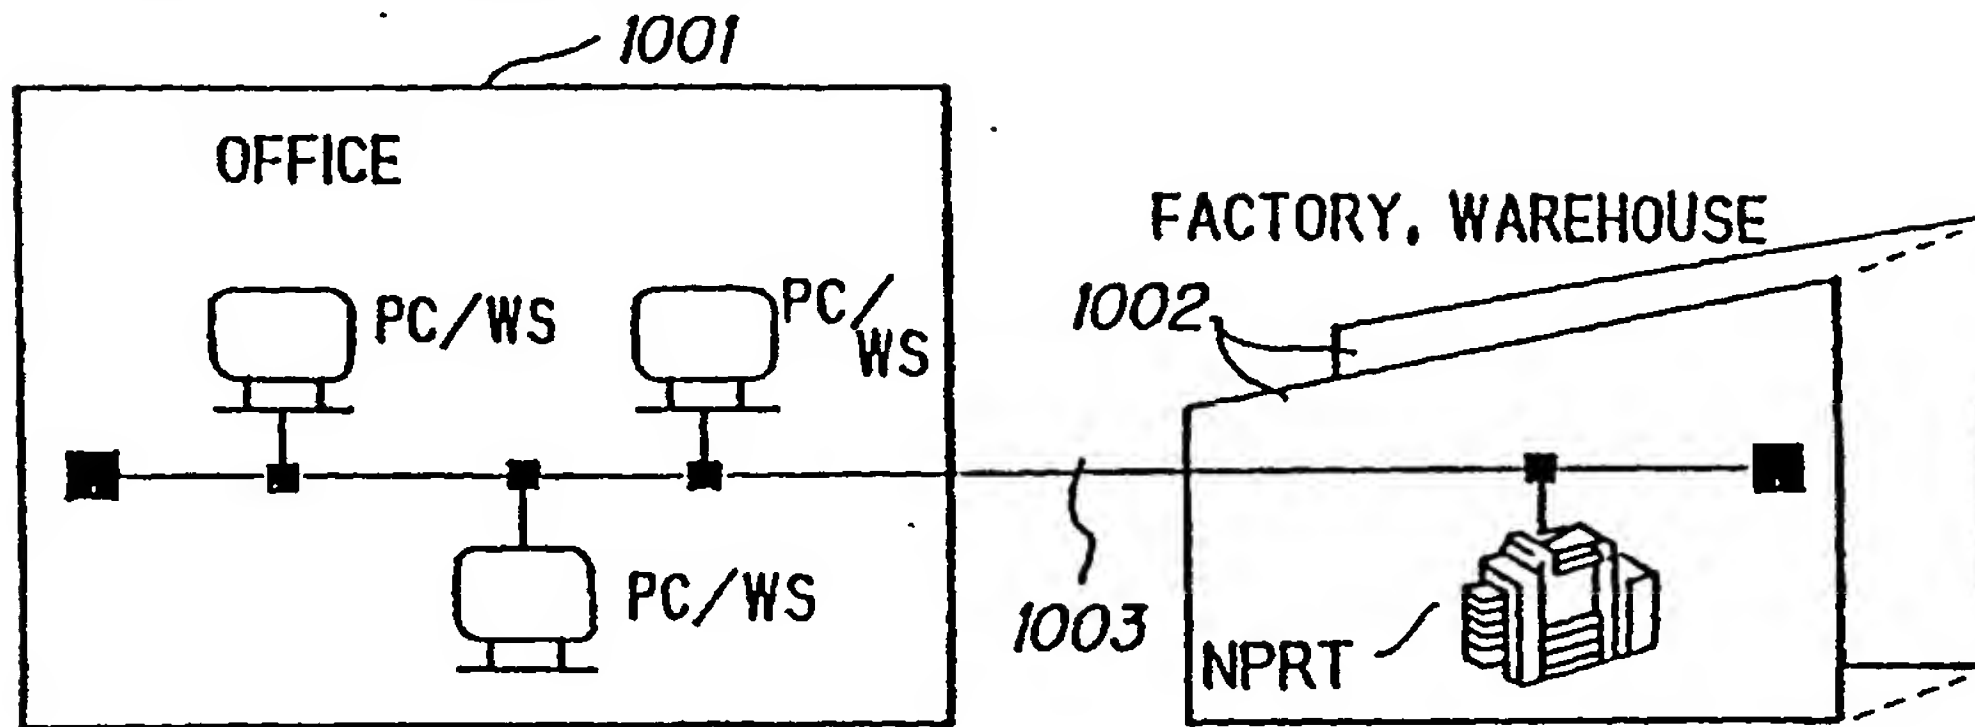 1001
OFFICE
FACTORY, WAREHOUSE
PC/WS
PC/
WS
1002
PC/WS
1003
NPRT